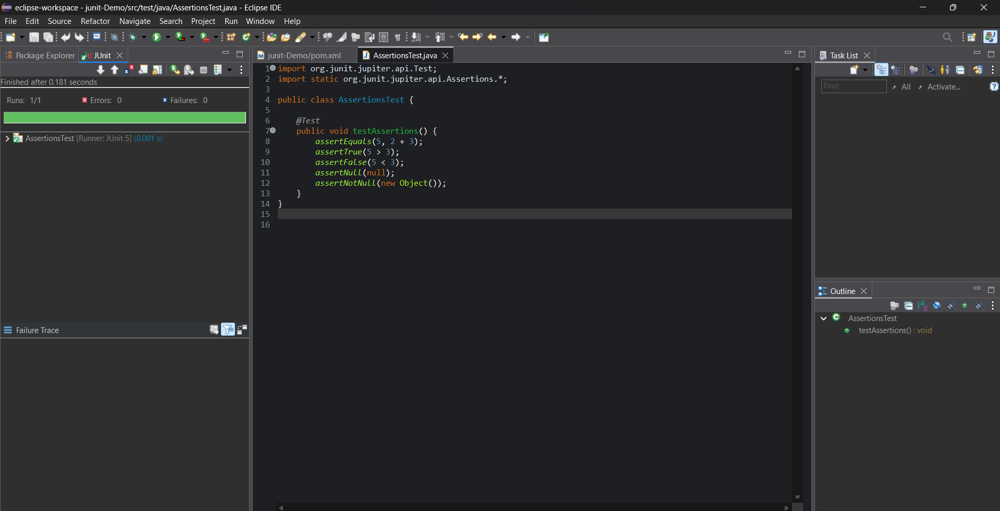 eclipse-workspace - junit-Demo/src/test/java/AssertionsTest.java - Eclipse IDE
File Edit Source Refactor Navigate Search Project Run Window Help
Package Explorer JUnit
Finished after 0.181 seconds
Runs: 1/1 Errors: 0 Failures: 0
AssertionsTest [Runner: JUnit 5] (0.001 s)
Failure Trace
junit-Demo/pom.xml AssertionsTest.java
1 import org.junit.jupiter.api.Test;
2 import static org.junit.jupiter.api.Assertions.*;
3
4 public class AssertionsTest {
5
6 @Test
7 public void testAssertions() {
8 assertEquals(5, 2 + 3);
9 assertTrue(5 > 3);
10 assertFalse(5 < 3);
11 assertNull(null);
12 assertNotNull(new Object());
13 }
14 }
15
16
Task List
Find All Activate...
Outline
AssertionsTest
testAssertions() : void